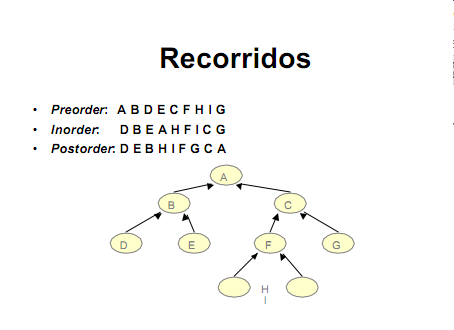 Recorridos
• Preorder: A B D E C F H I G
• Inorder: D B E A H F I C G
• Postorder: D E B H I F G C A
A
B C
D E F G
H
I